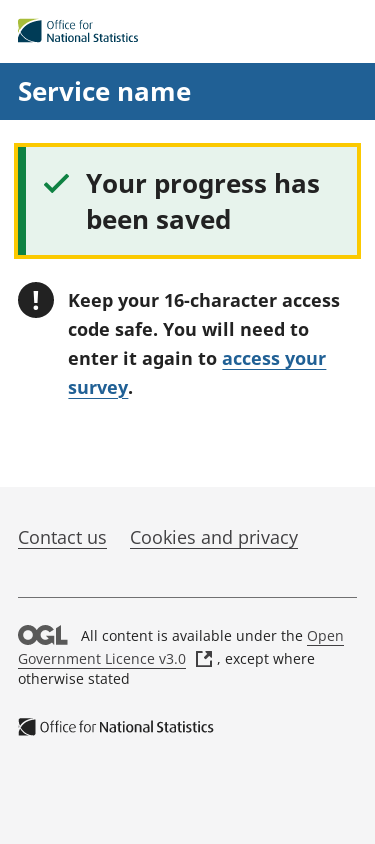 Office for
National Statistics
Service name
Your progress has
been saved
Keep your 16-character access
code safe. You will need to
enter it again to access your
survey.
Contact us Cookies and privacy
OGL All content is available under the Open
Government Licence v3.0 , except where
otherwise stated
Office for National Statistics